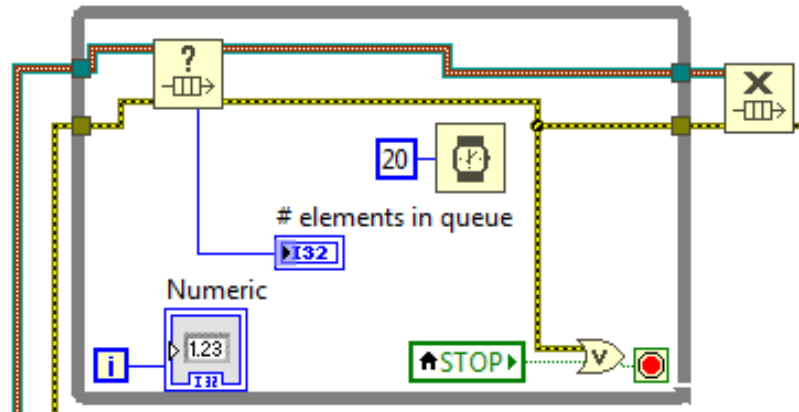 ?
X
20
# elements in queue
I32
Numeric
1.23
I32
i
STOP
V